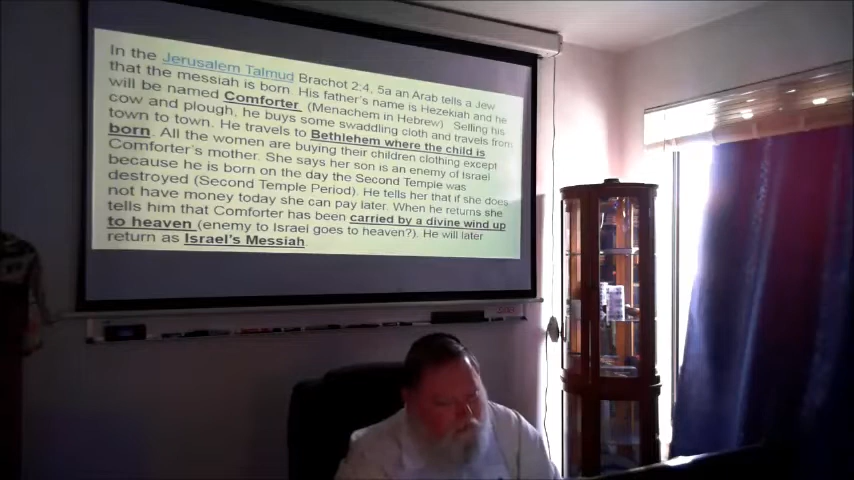 In the Jerusalem Talmud Brachot 2:4, 5a an Arab tells a Jew
that the messiah is born. His father's name is Hezekiah and he
will be named Comforter (Menachem in Hebrew) Selling his
cow and plough, he buys some swaddling cloth and travels from
town to town. He travels to Bethlehem where the child is
born. All the women are buying their children clothing except
Comforter's mother. She says her son is an enemy of Israel
because he is born on the day the Second Temple was
destroyed (Second Temple Period). He tells her that if she does
not have money today she can pay later. When he returns she
tells him that Comforter has been carried by a divine wind up
to heaven (enemy to Israel goes to heaven?). He will later
return as Israel's Messiah.